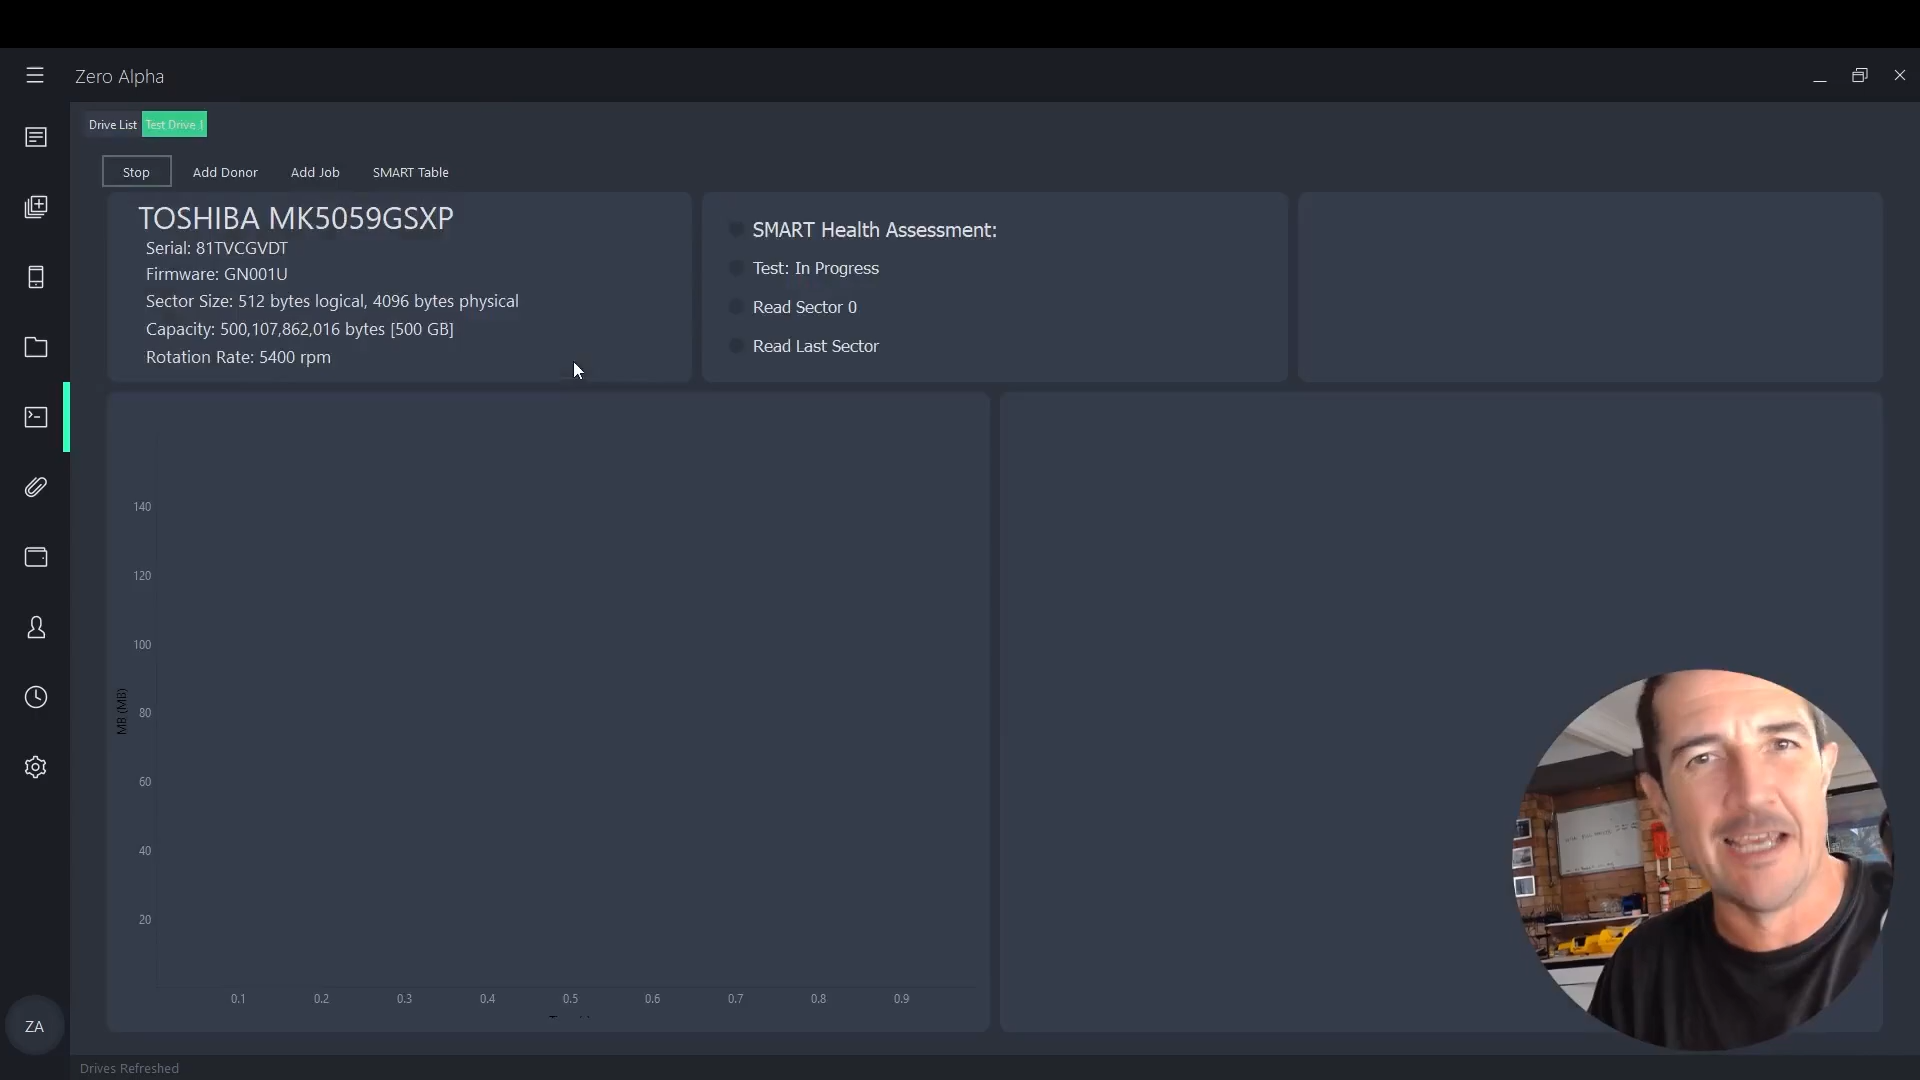 Zero Alpha
Drive List
Test Drive 1
Stop
Add Donor
Add Job
SMART Table
TOSHIBA MK5059GSXP
Serial: 81TVCGVDT
Firmware: GN001U
Sector Size: 512 bytes logical, 4096 bytes physical
Capacity: 500,107,862,016 bytes [500 GB]
Rotation Rate: 5400 rpm
SMART Health Assessment:
Test: In Progress
Read Sector 0
Read Last Sector
MB (MB)
140
120
100
80
60
40
20
0.1
0.2
0.3
0.4
0.5
0.6
0.7
0.8
0.9
ZA
Drives Refreshed